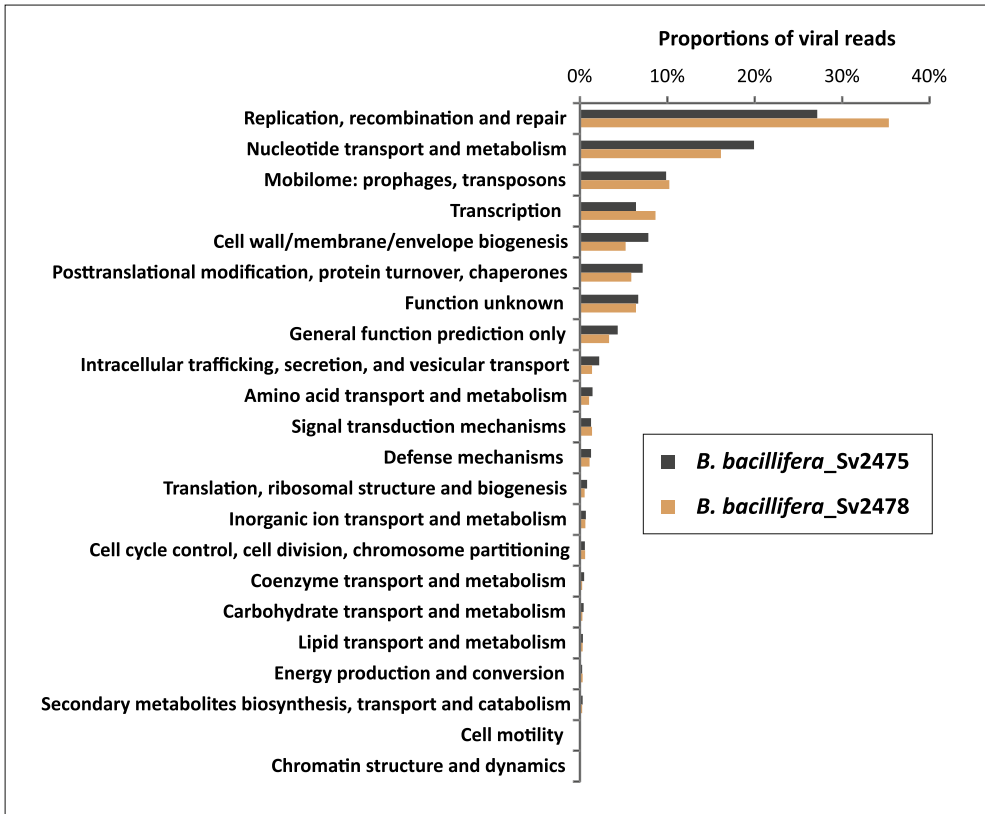 Proportions of viral reads
0% 10% 20% 30% 40%
Replication, recombination and repair
Nucleotide transport and metabolism
Mobilome: prophages, transposons
Transcription
Cell wall/membrane/envelope biogenesis
Posttranslational modification, protein turnover, chaperones
Function unknown
General function prediction only
Intracellular trafficking, secretion, and vesicular transport
Amino acid transport and metabolism
Signal transduction mechanisms
Defense mechanisms
Translation, ribosomal structure and biogenesis
Inorganic ion transport and metabolism
Cell cycle control, cell division, chromosome partitioning
Coenzyme transport and metabolism
Carbohydrate transport and metabolism
Lipid transport and metabolism
Energy production and conversion
Secondary metabolites biosynthesis, transport and catabolism
Cell motility
Chromatin structure and dynamics
B. bacillifera_Sv2475
B. bacillifera_Sv2478